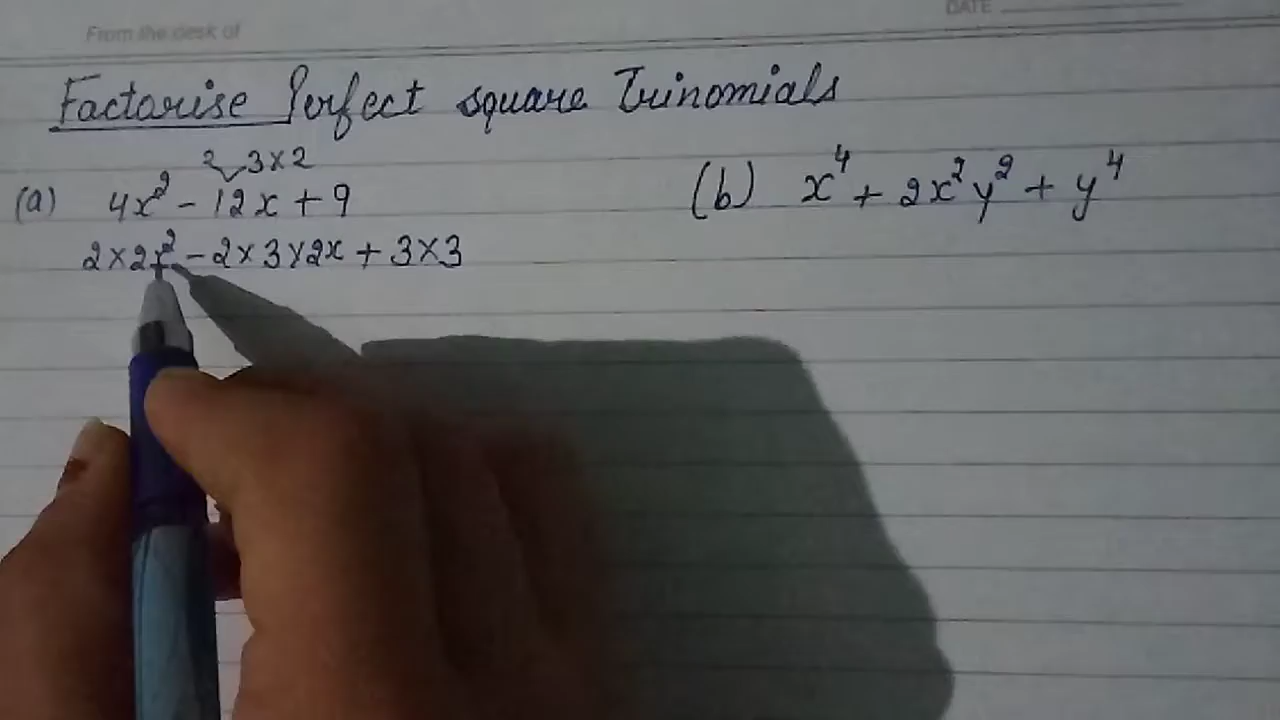 From the desk of
DATE
Factorise Perfect square Trinomials
2 3×2
(a) 4x² - 12x + 9
2×2x² - 2×3×2x + 3×3
(b) x⁴ + 2x²y² + y⁴